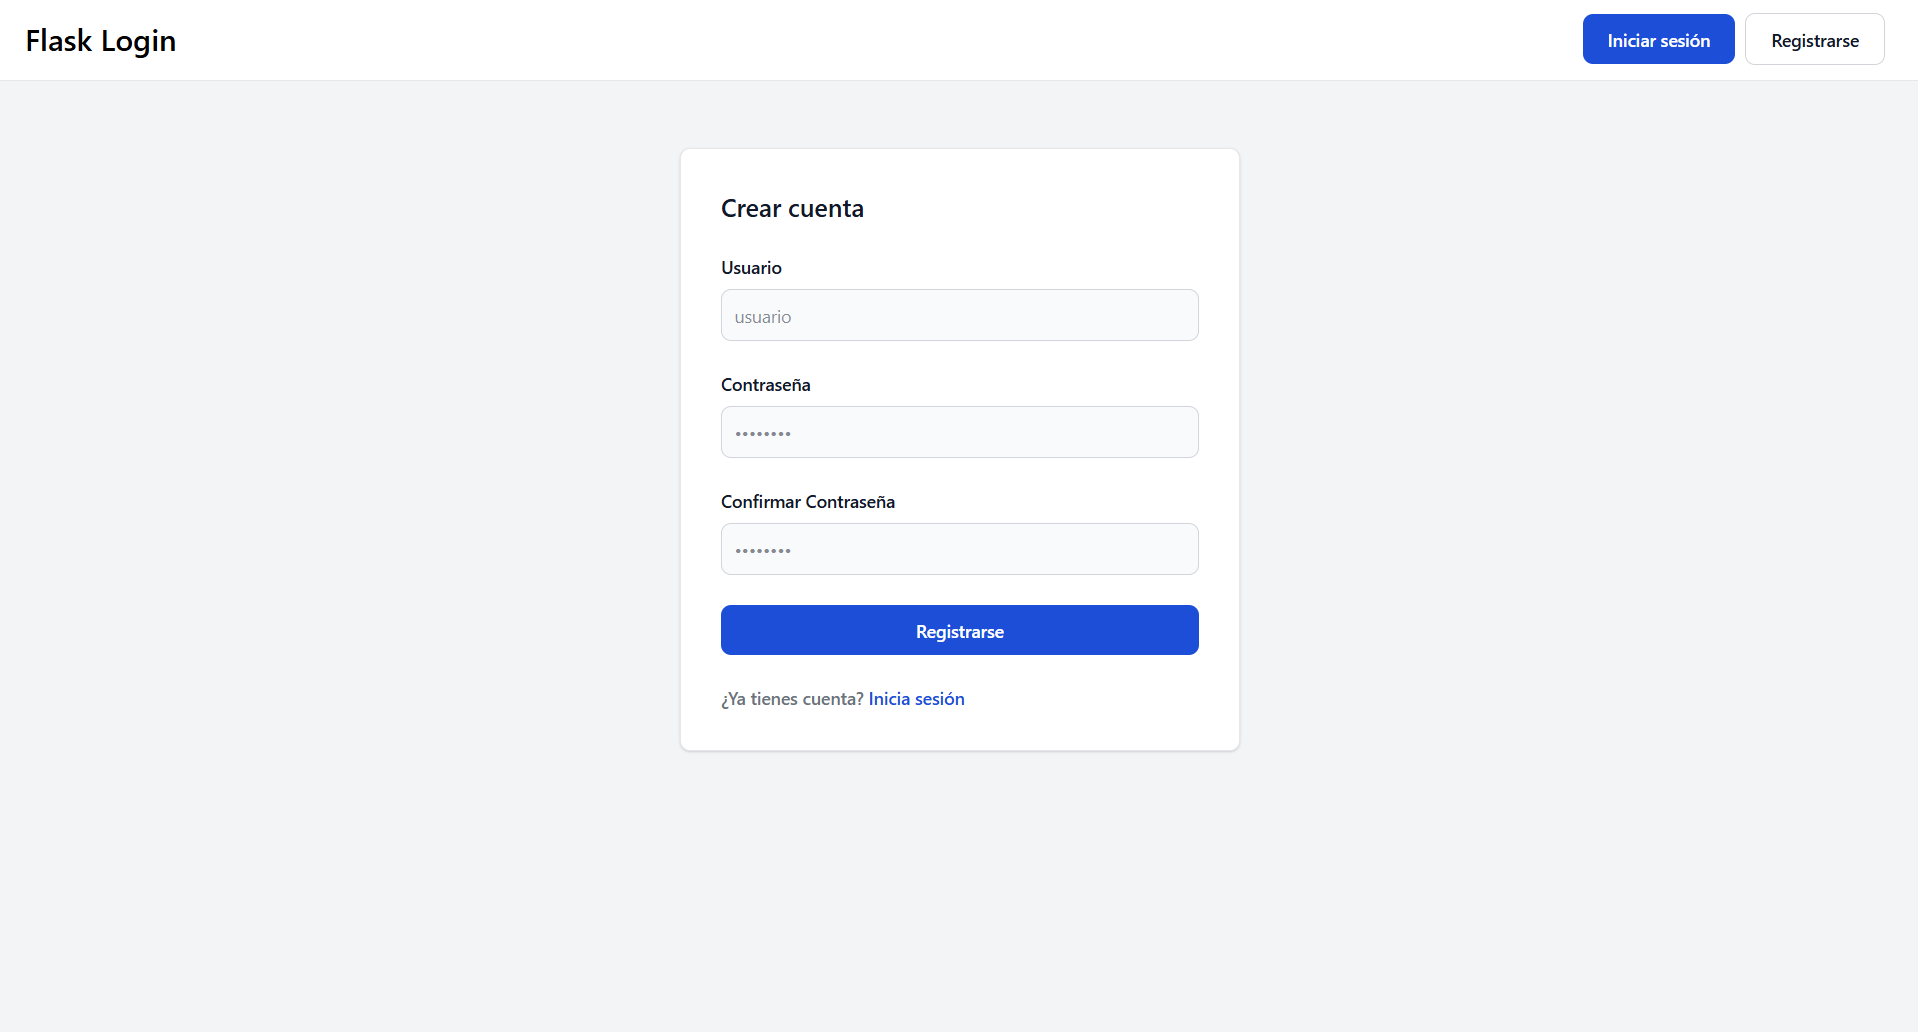 Flask Login
Iniciar sesión
Registrarse
Crear cuenta
Usuario
usuario
Contraseña
••••••••
Confirmar Contraseña
••••••••
Registrarse
¿Ya tienes cuenta? Inicia sesión